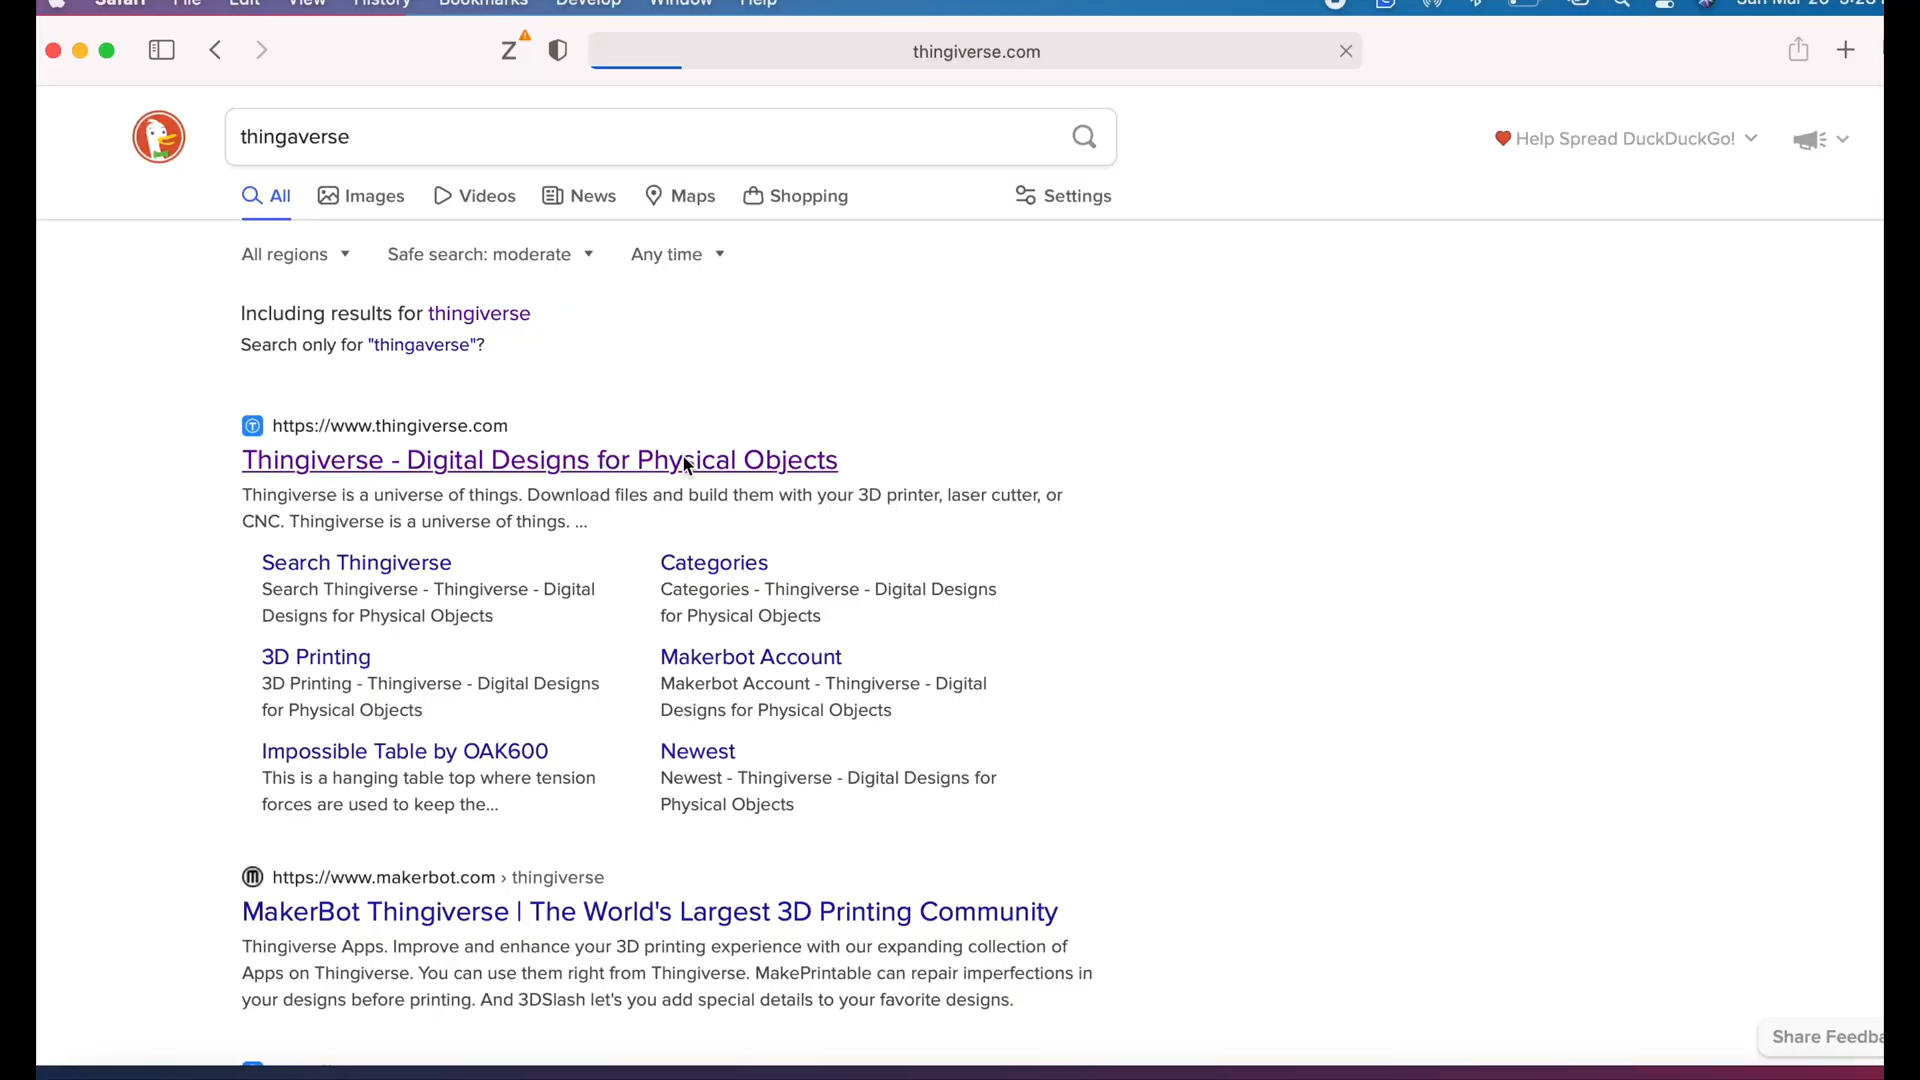 Safari File Edit View History Bookmarks Develop Window Help
thingiverse.com
thingaverse
Help Spread DuckDuckGo!
All Images Videos News Maps Shopping Settings
All regions Safe search: moderate Any time
Including results for thingiverse
Search only for "thingaverse"?
https://www.thingiverse.com
Thingiverse - Digital Designs for Physical Objects
Thingiverse is a universe of things. Download files and build them with your 3D printer, laser cutter, or
CNC. Thingiverse is a universe of things. ...
Search Thingiverse
Search Thingiverse - Thingiverse - Digital
Designs for Physical Objects
Categories
Categories - Thingiverse - Digital Designs
for Physical Objects
3D Printing
3D Printing - Thingiverse - Digital Designs
for Physical Objects
Makerbot Account
Makerbot Account - Thingiverse - Digital
Designs for Physical Objects
Impossible Table by OAK600
This is a hanging table top where tension
forces are used to keep the...
Newest
Newest - Thingiverse - Digital Designs for
Physical Objects
https://www.makerbot.com › thingiverse
MakerBot Thingiverse | The World's Largest 3D Printing Community
Thingiverse Apps. Improve and enhance your 3D printing experience with our expanding collection of
Apps on Thingiverse. You can use them right from Thingiverse. MakePrintable can repair imperfections in
your designs before printing. And 3DSlash let's you add special details to your favorite designs.
Share Feedba